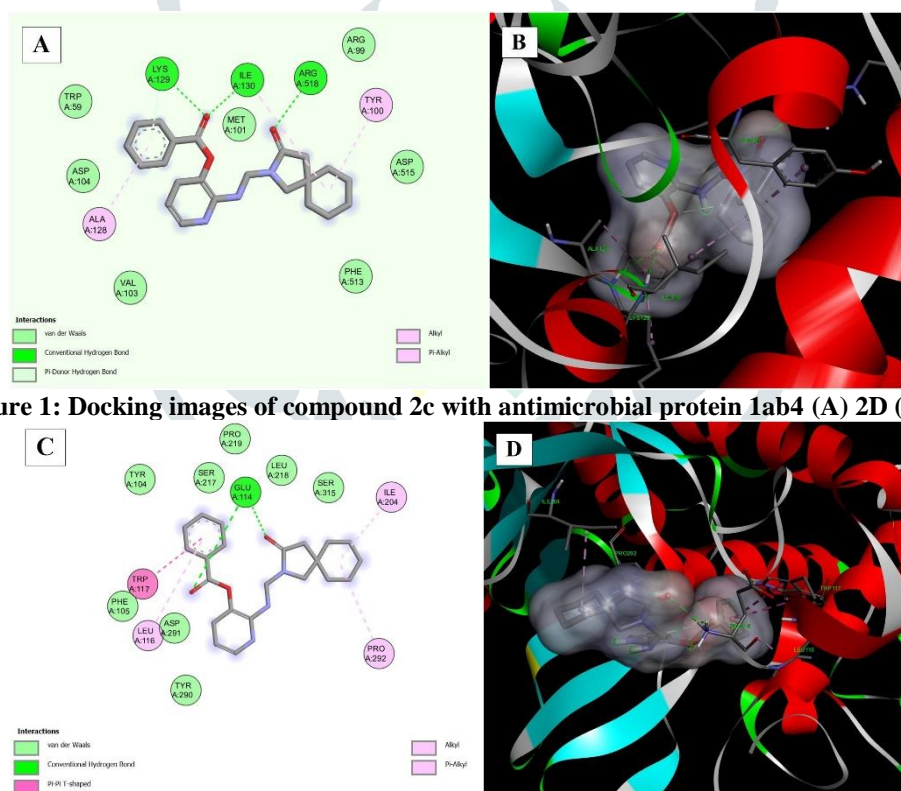 A
LYS
A:129
ILE
A:130
ARG
A:518
ARG
A:99
TRP
A:59
MET
A:101
TYR
A:100
ASP
A:104
ASP
A:515
ALA
A:128
VAL
A:103
PHE
A:513
Interactions
van der Waals
Conventional Hydrogen Bond
Pi-Donor Hydrogen Bond
Alkyl
Pi-Alkyl
B
ure 1: Docking images of compound 2c with antimicrobial protein 1ab4 (A) 2D (
C
PRO
A:219
TYR
A:104
SER
A:217
GLU
A:114
LEU
A:218
SER
A:315
ILE
A:204
TRP
A:117
PHE
A:105
LEU
A:116
ASP
A:291
PRO
A:292
TYR
A:290
Interactions
van der Waals
Conventional Hydrogen Bond
Pi-Pi T-shaped
Alkyl
Pi-Alkyl
D
PRO292
TRP117
LEU116